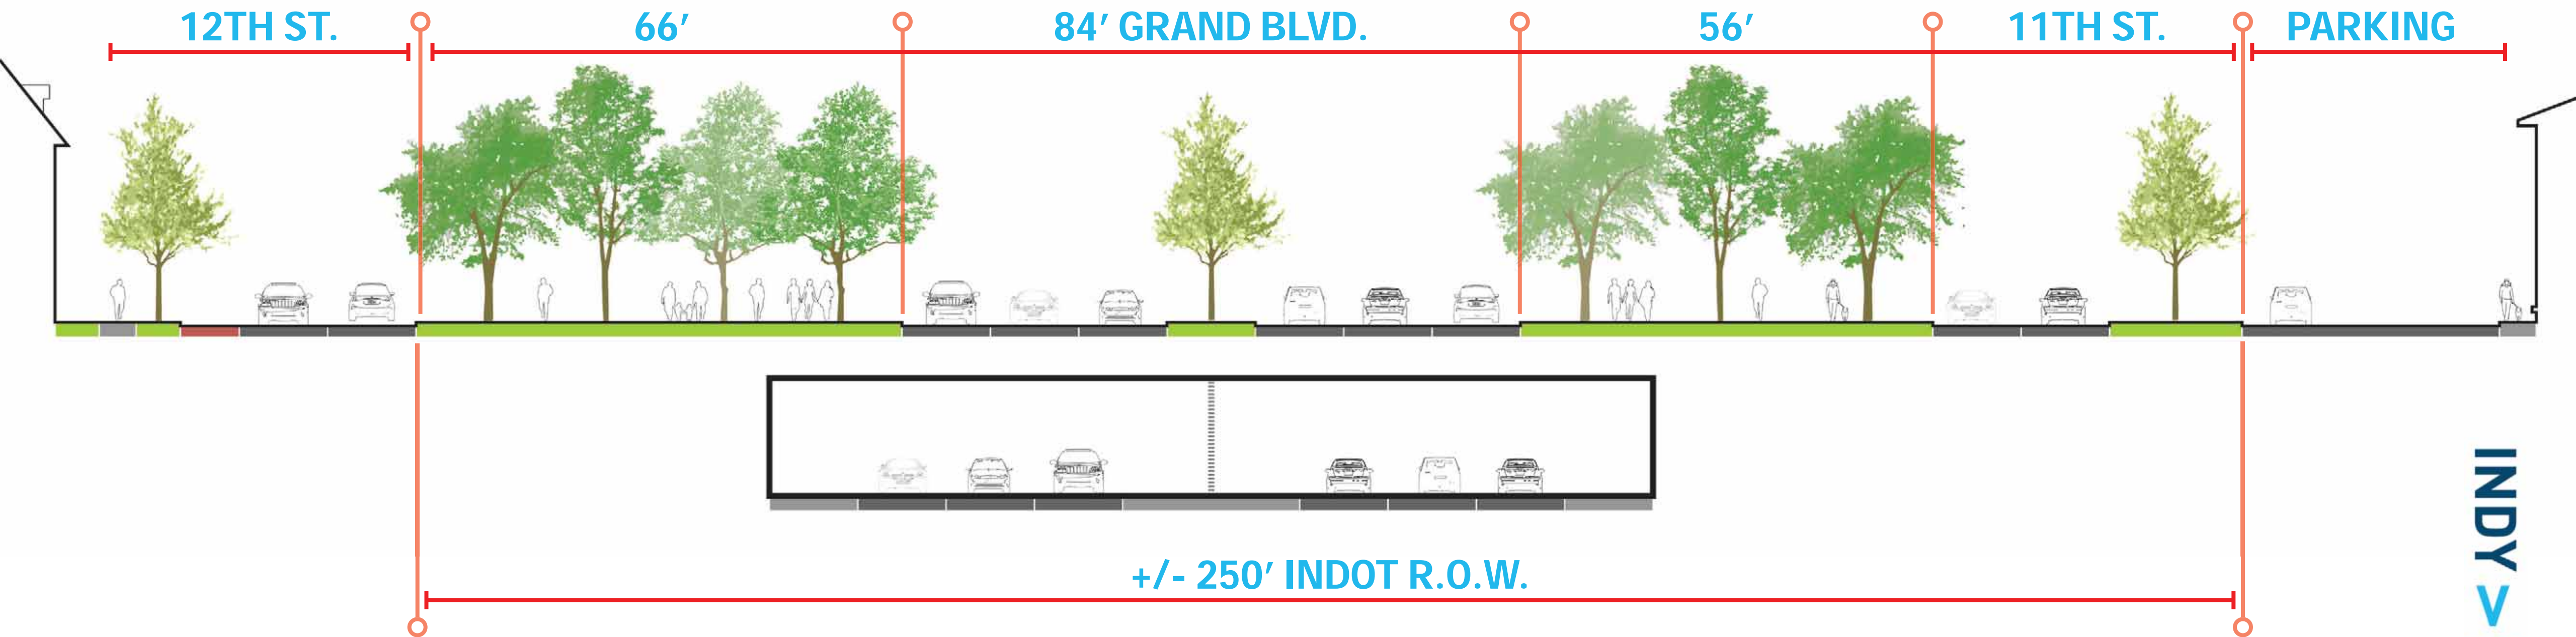 12TH ST.
66′
84′ GRAND BLVD.
56′
11TH ST.
PARKING
+/- 250′ INDOT R.O.W.
INDY >